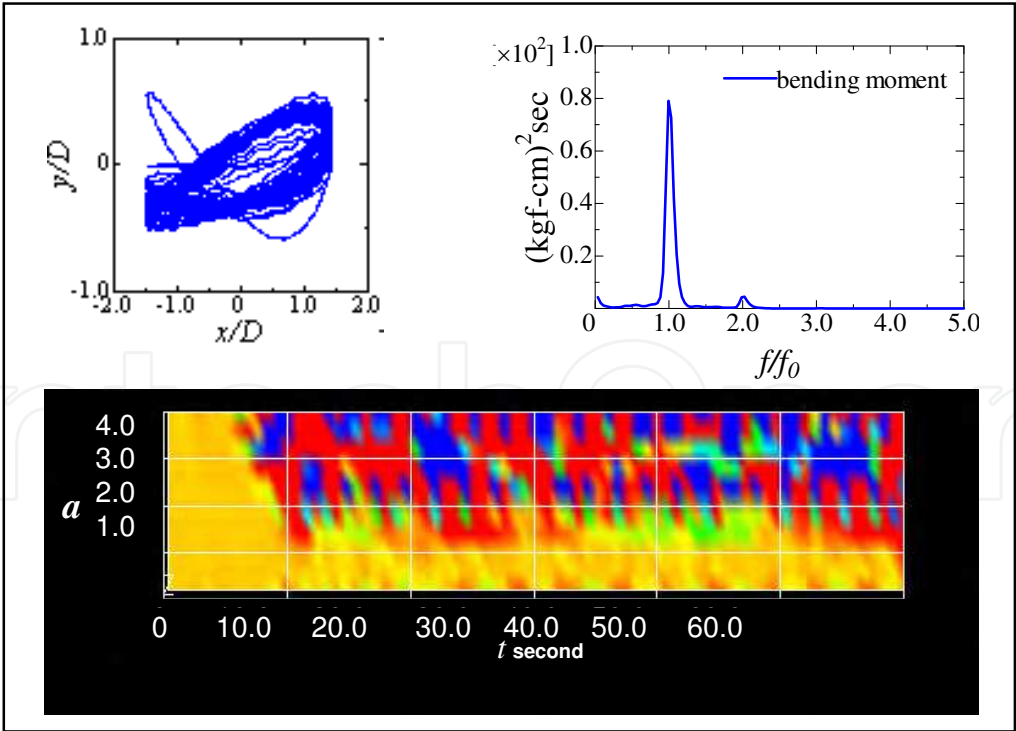 1.0
y/D
0
-1.0
-2.0 -1.0 0 1.0 2.0
x/D
×10²] 1.0
0.8
0.6
0.4
0.2
(kgf-cm)² sec
bending moment
0 1.0 2.0 3.0 4.0 5.0
f/f₀
4.0
3.0
2.0
1.0
a
0 10.0 20.0 30.0 40.0 50.0 60.0
t second